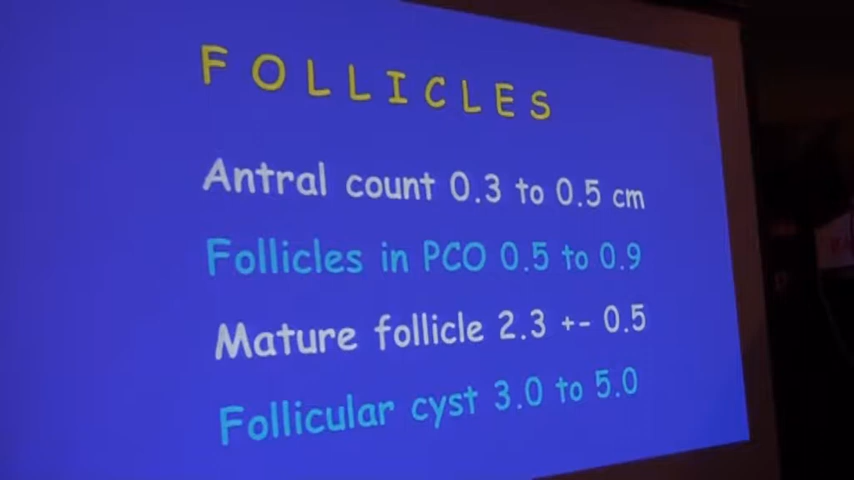 FOLLICLES
Antral count 0.3 to 0.5 cm
Follicles in PCO 0.5 to 0.9
Mature follicle 2.3 +- 0.5
Follicular cyst 3.0 to 5.0